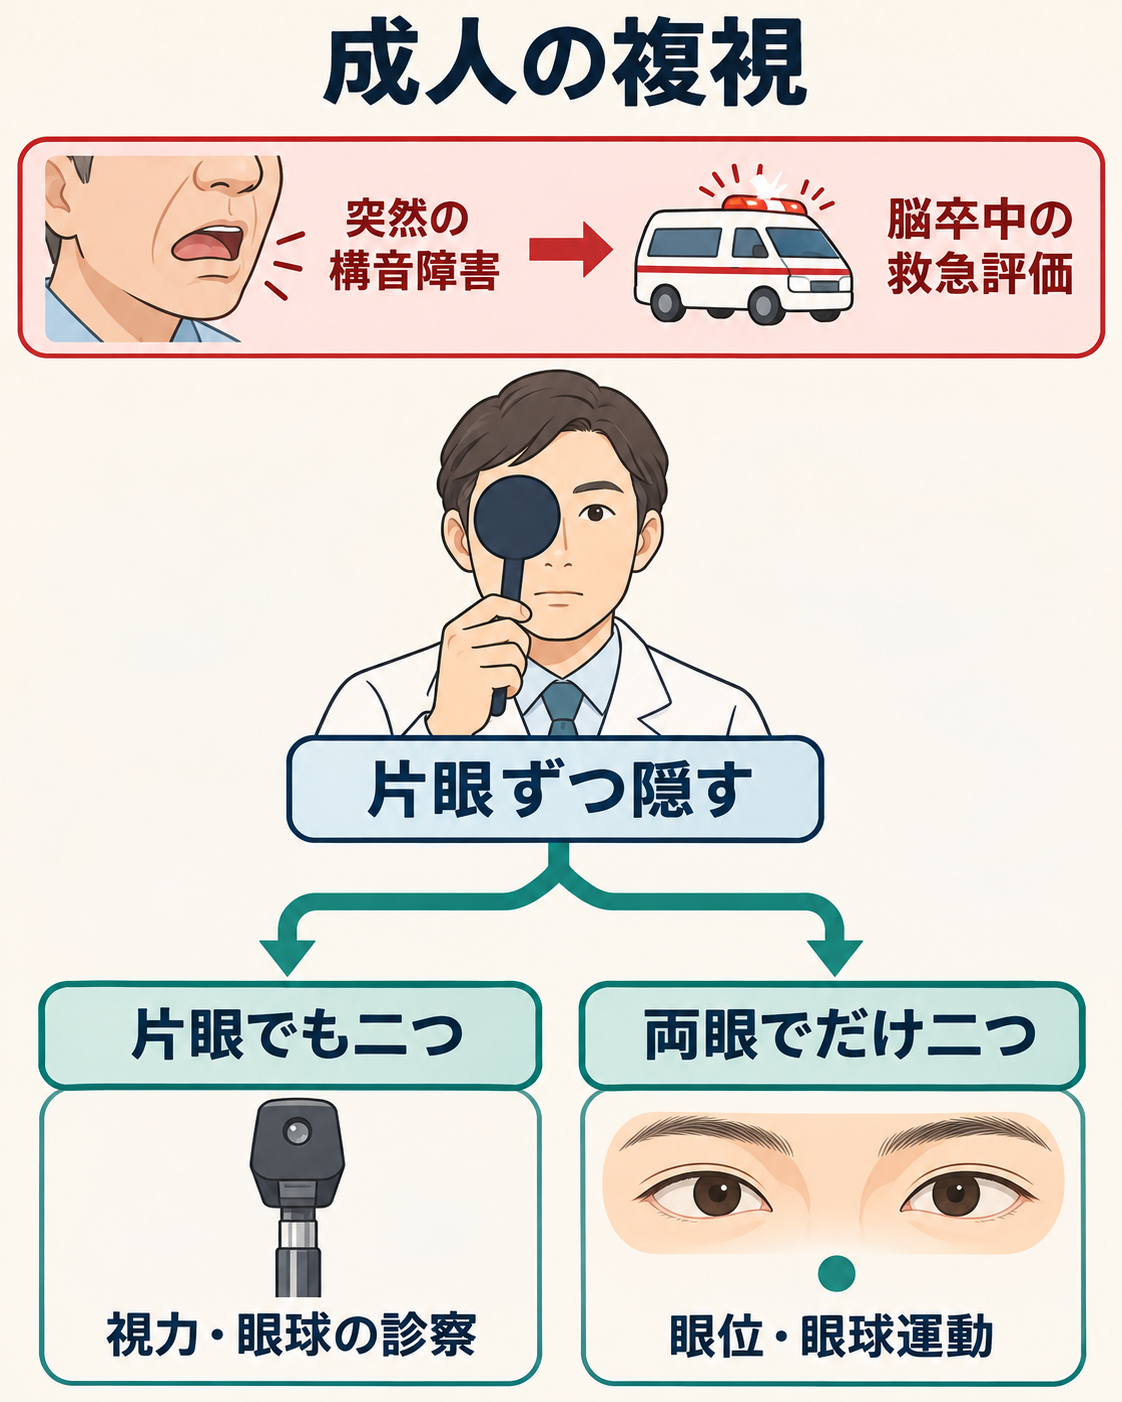 成人の複視
突然の
構音障害
脳卒中の
救急評価
片眼ずつ隠す
片眼でも二つ
両眼でだけ二つ
視力・眼球の診察
眼位・眼球運動